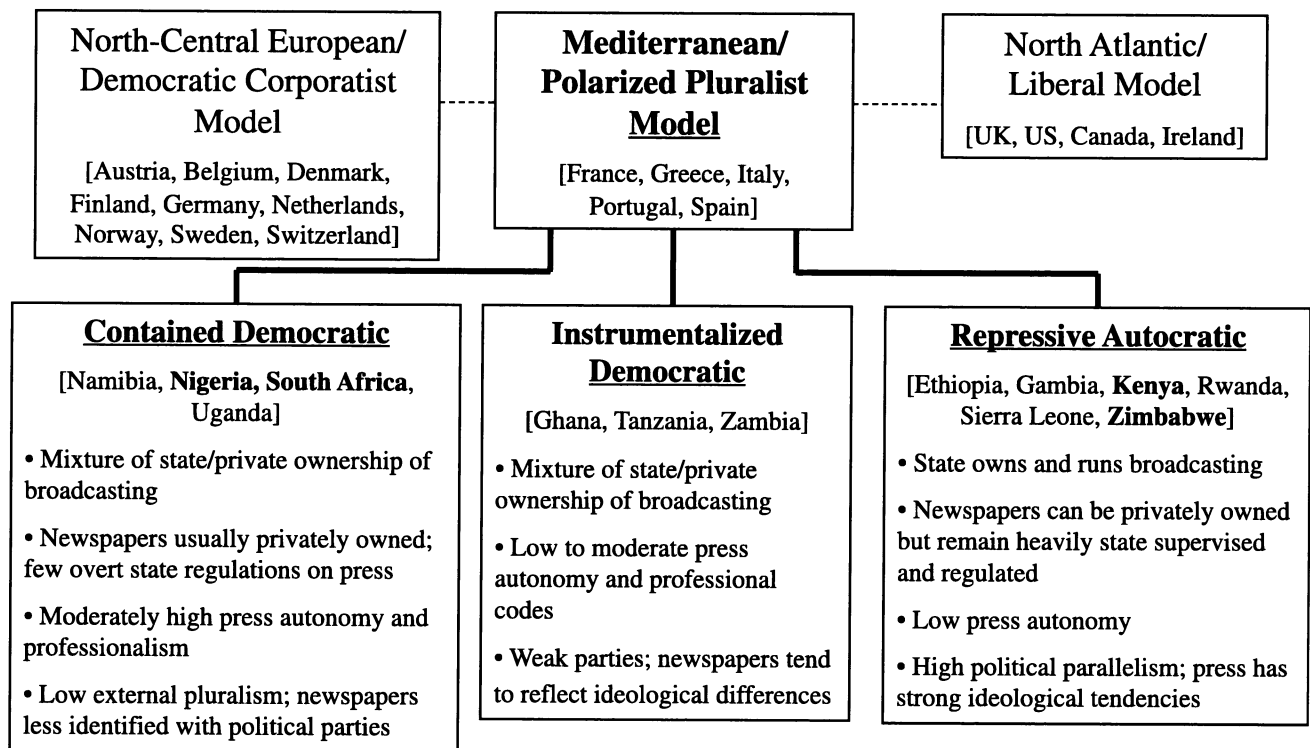 North-Central European/
Democratic Corporatist
Model
[Austria, Belgium, Denmark,
Finland, Germany, Netherlands,
Norway, Sweden, Switzerland]
Mediterranean/
Polarized Pluralist
Model
[France, Greece, Italy,
Portugal, Spain]
North Atlantic/
Liberal Model
[UK, US, Canada, Ireland]
Contained Democratic
[Namibia, Nigeria, South Africa,
Uganda]
• Mixture of state/private ownership of
broadcasting
• Newspapers usually privately owned;
few overt state regulations on press
• Moderately high press autonomy and
professionalism
• Low external pluralism; newspapers
less identified with political parties
Instrumentalized
Democratic
[Ghana, Tanzania, Zambia]
• Mixture of state/private
ownership of broadcasting
• Low to moderate press
autonomy and professional
codes
• Weak parties; newspapers tend
to reflect ideological differences
Repressive Autocratic
[Ethiopia, Gambia, Kenya, Rwanda,
Sierra Leone, Zimbabwe]
• State owns and runs broadcasting
• Newspapers can be privately owned
but remain heavily state supervised
and regulated
• Low press autonomy
• High political parallelism; press has
strong ideological tendencies